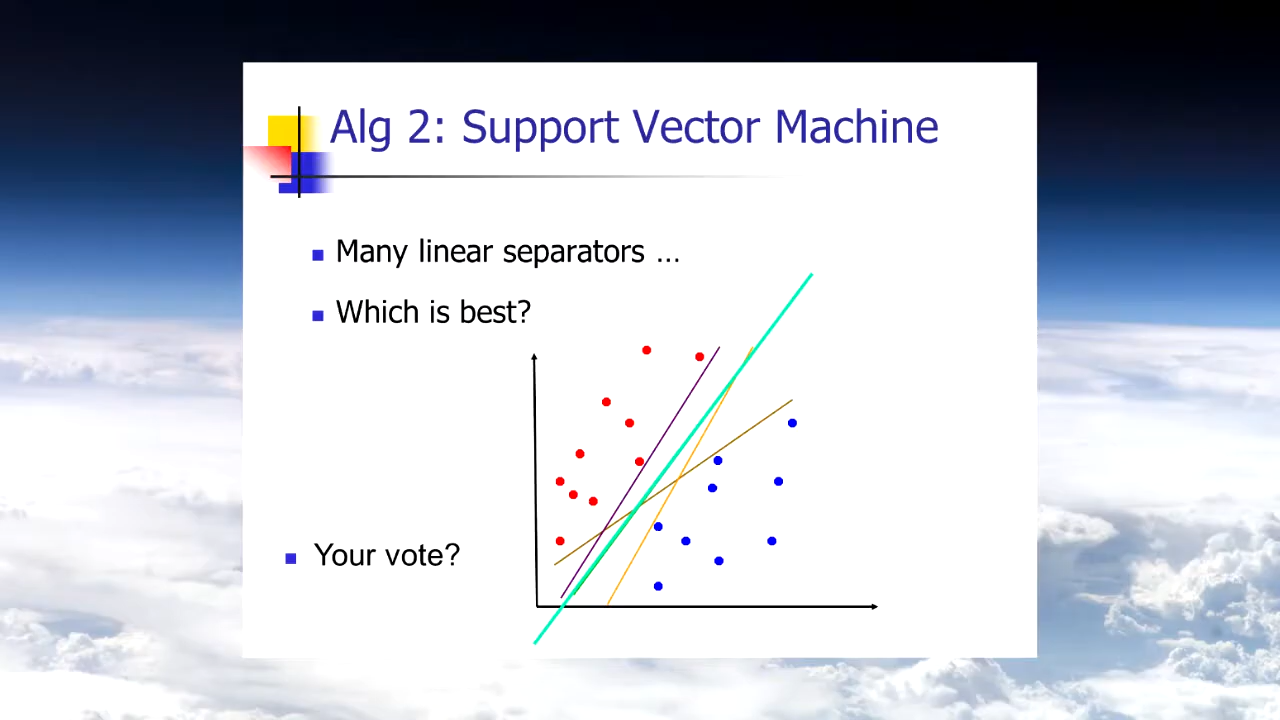 Alg 2: Support Vector Machine
Many linear separators …
Which is best?
Your vote?